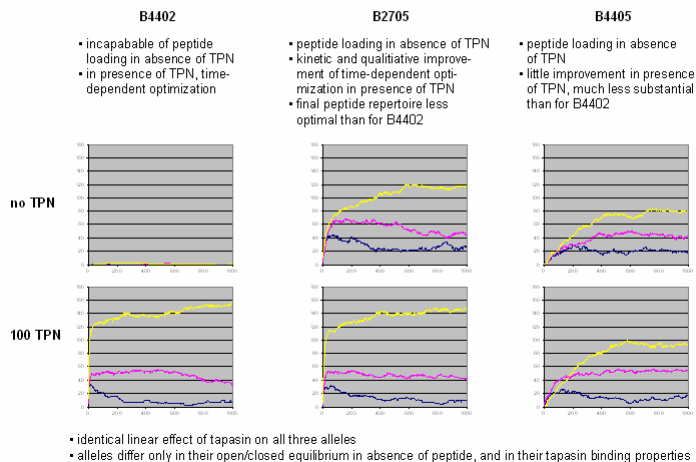 B4402
B2705
B4405
▪ incapabable of peptide
loading in absence of TPN
▪ in presence of TPN, time-
dependent optimization
▪ peptide loading in absence of TPN
▪ kinetic and qualitiative improve-
ment of time-dependent opti-
mization in presence of TPN
▪ final peptide repertoire less
optimal than for B4402
▪ peptide loading in absence
of TPN
▪ little improvement in presence
of TPN, much less substantial
than for B4402
no TPN
100 TPN
▪ identical linear effect of tapasin on all three alleles
▪ alleles differ only in their open/closed equilibrium in absence of peptide, and in their tapasin binding properties